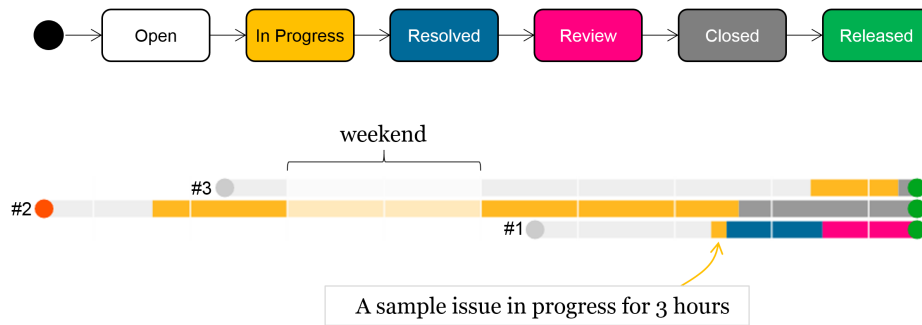 Open
In Progress
Resolved
Review
Closed
Released
weekend
#3
#2
#1
A sample issue in progress for 3 hours